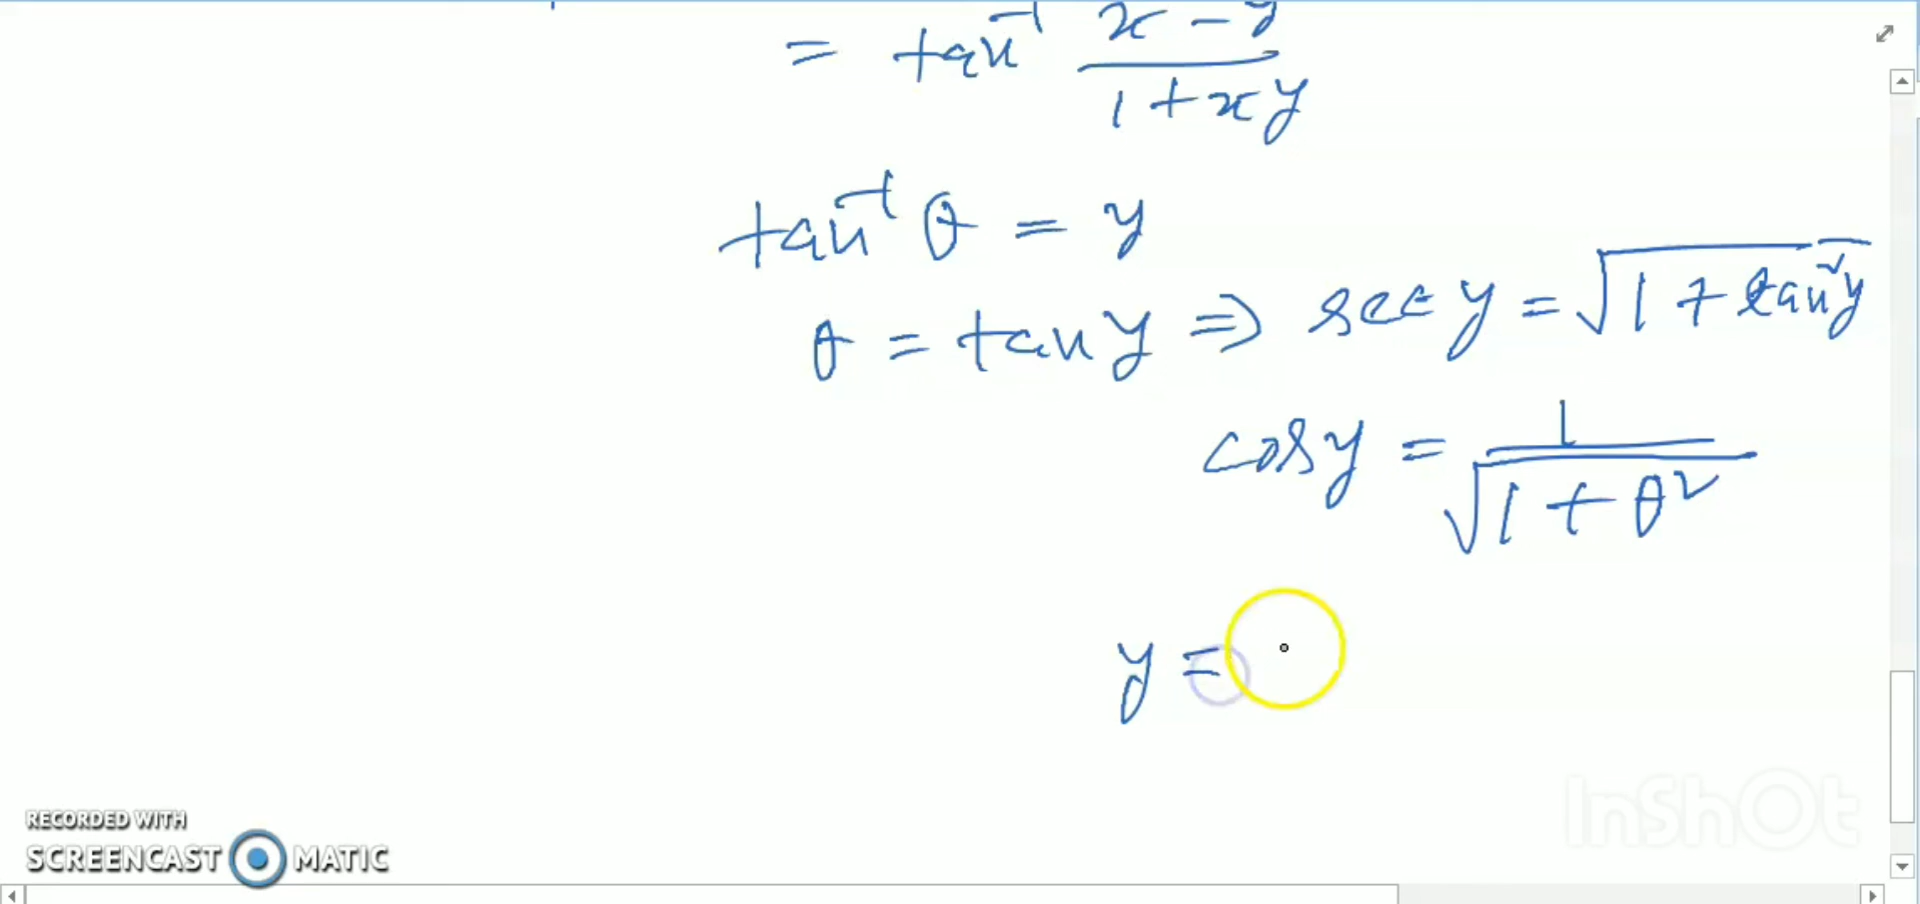 = tan⁻¹ (x − y)/(1 + xy)
tan⁻¹ θ = y
θ = tan y ⇒ sec y = √(1 + tan²y)
cos y = 1/√(1 + θ²)
y =
RECORDED WITH
SCREENCAST MATIC
InShOt